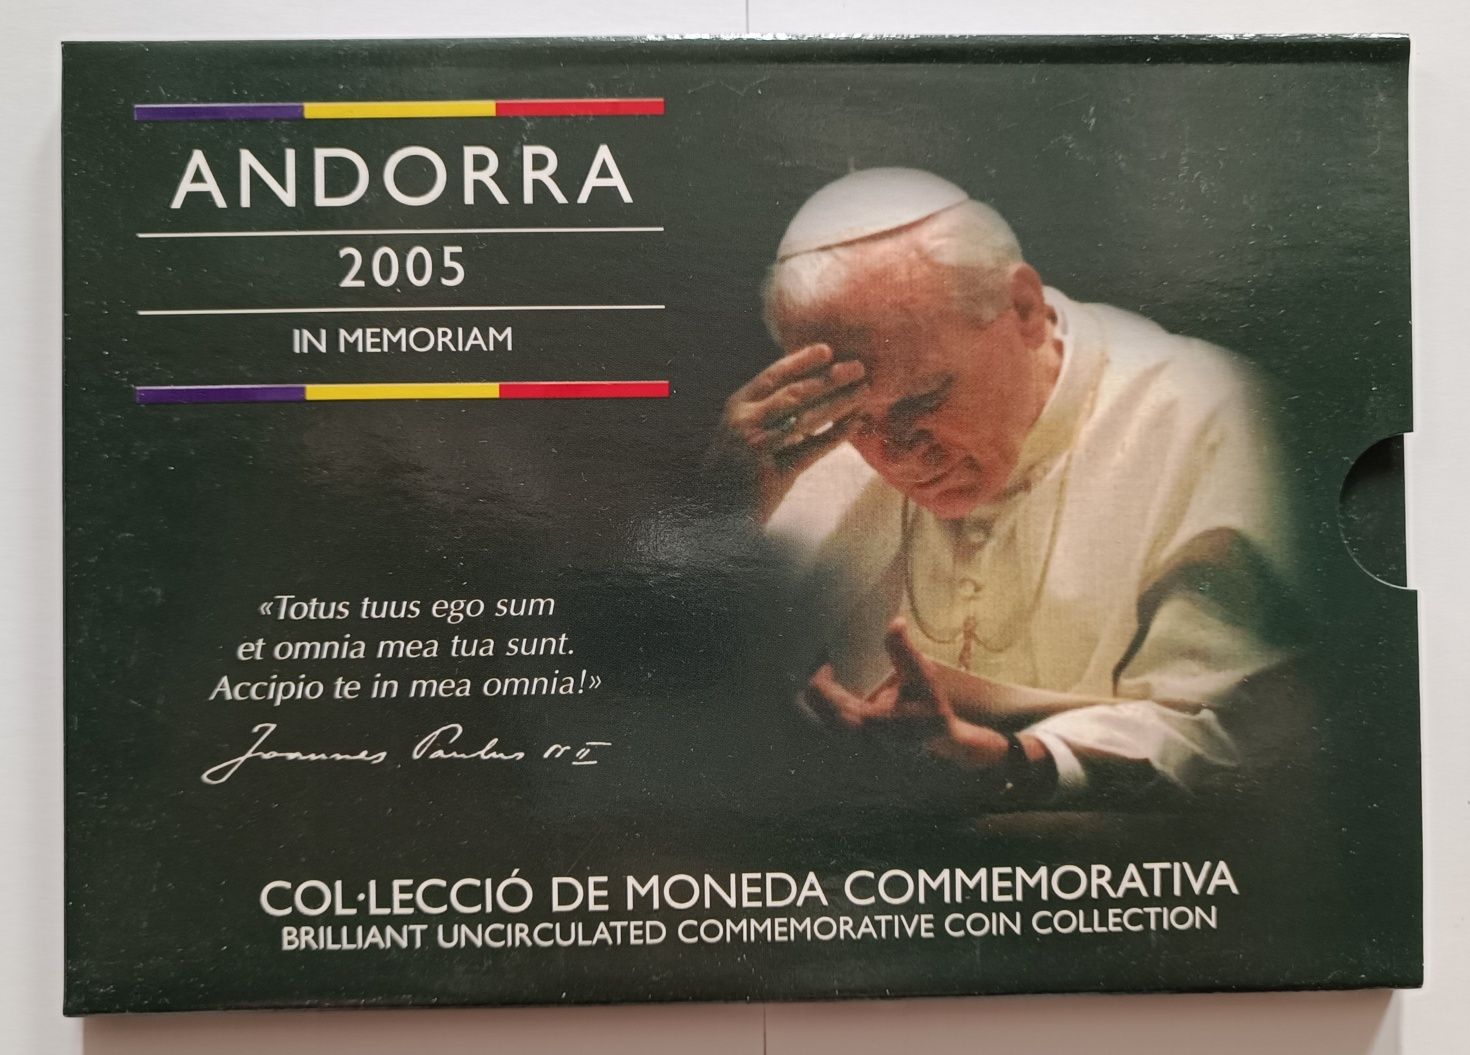 ANDORRA
2005
IN MEMORIAM
«Totus tuus ego sum
et omnia mea tua sunt.
Accipio te in mea omnia!»
Joannes Paulus PP II
COL·LECCIÓ DE MONEDA COMMEMORATIVA
BRILLIANT UNCIRCULATED COMMEMORATIVE COIN COLLECTION